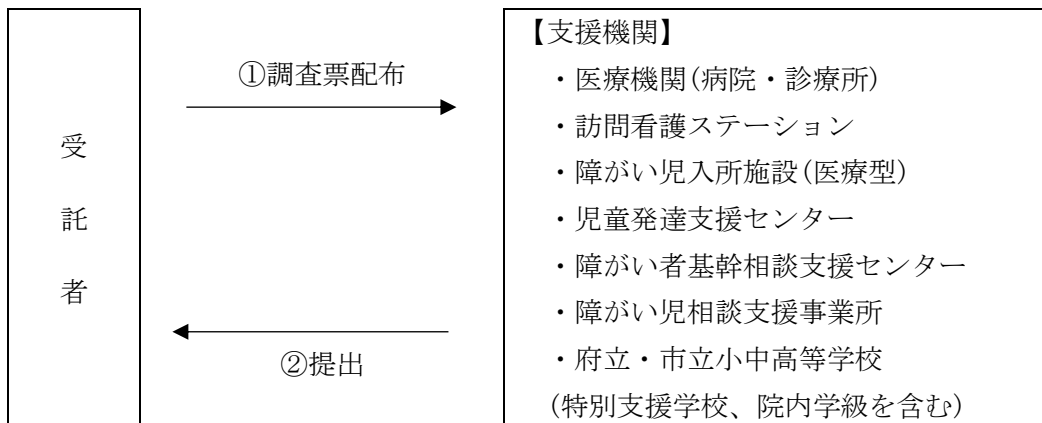 受託者
①調査票配布
②提出
【支援機関】
・医療機関(病院・診療所)
・訪問看護ステーション
・障がい児入所施設(医療型)
・児童発達支援センター
・障がい者基幹相談支援センター
・障がい児相談支援事業所
・府立・市立小中高等学校
(特別支援学校、院内学級を含む)